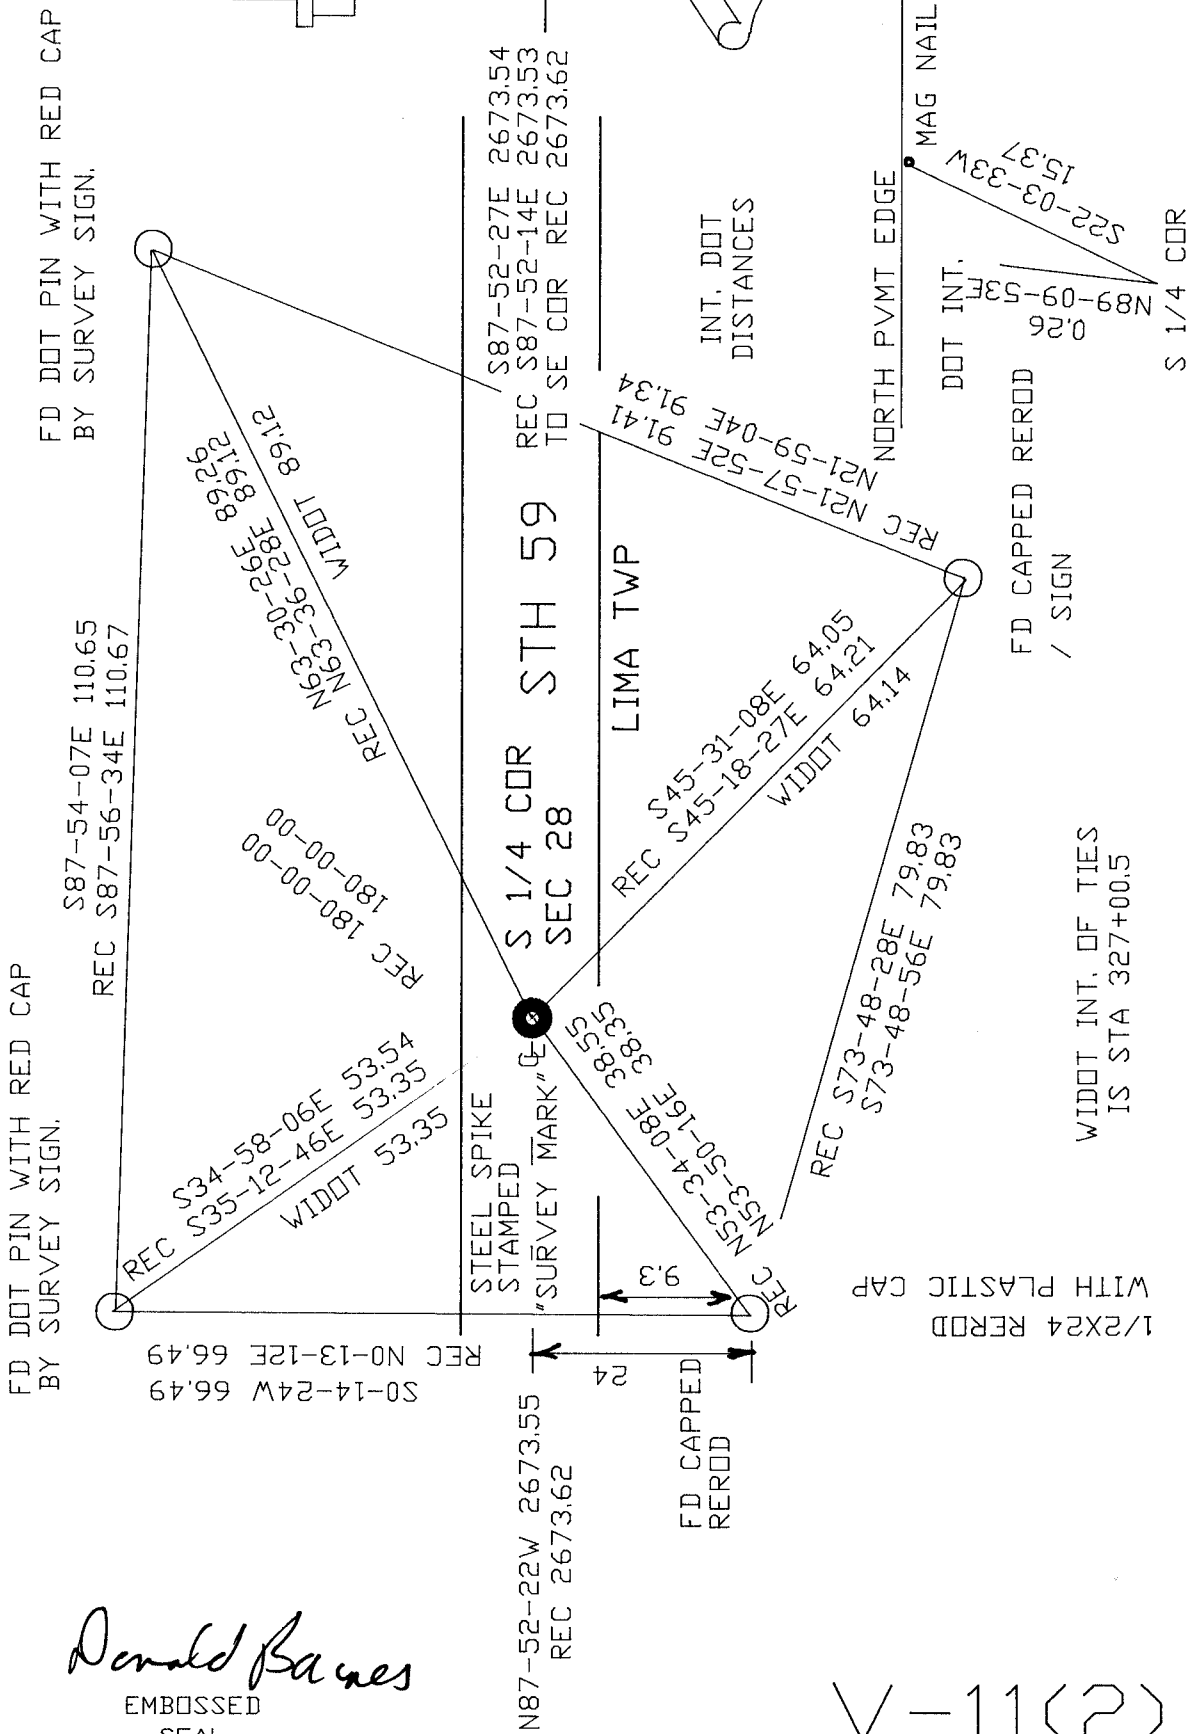 FD DOT PIN WITH RED CAP
BY SURVEY SIGN.
FD DOT PIN WITH RED CAP
BY SURVEY SIGN.
S87-54-07E 110.65
REC S87-56-34E 110.67
REC N63-30-26E 89.26
N63-36-28E 89.12
WIDOT 89.12
REC 180-00-00
180-00-00
S34-58-06E 53.54
REC S35-12-46E 53.35
WIDOT 53.35
REC N0-13-12E 66.49
S0-14-24W 66.49
STEEL SPIKE
STAMPED
"SURVEY MARK"
CL
S 1/4 COR
SEC 28
STH 59
LIMA TWP
S87-52-27E 2673.54
REC S87-52-14E 2673.53
TO SE COR REC 2673.62
N87-52-22W 2673.55
REC 2673.62
INT. DOT
DISTANCES
REC N21-57-52E 91.41
N21-59-04E 91.34
S45-31-08E 64.05
REC S45-18-27E 64.21
WIDOT 64.14
REC N53-34-08E 38.55
N53-50-16E 38.35
REC S73-48-28E 79.83
S73-48-56E 79.83
9.3
24
FD CAPPED
REROD
1/2X24 REROD
WITH PLASTIC CAP
FD CAPPED REROD
/ SIGN
NORTH PVMT EDGE
MAG NAIL
DOT INT.
S22-03-33W
15.37
N89-09-53E
0.26
S 1/4 COR
WIDOT INT. OF TIES
IS STA 327+00.5
Donald Barnes
EMBOSSED
SEAL
V-11(2)